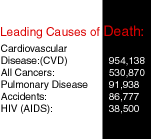 Leading Causes of Death:
Cardiovascular
Disease:(CVD) 954,138
All Cancers: 530,870
Pulmonary Disease 91,938
Accidents: 86,777
HIV (AIDS): 38,500